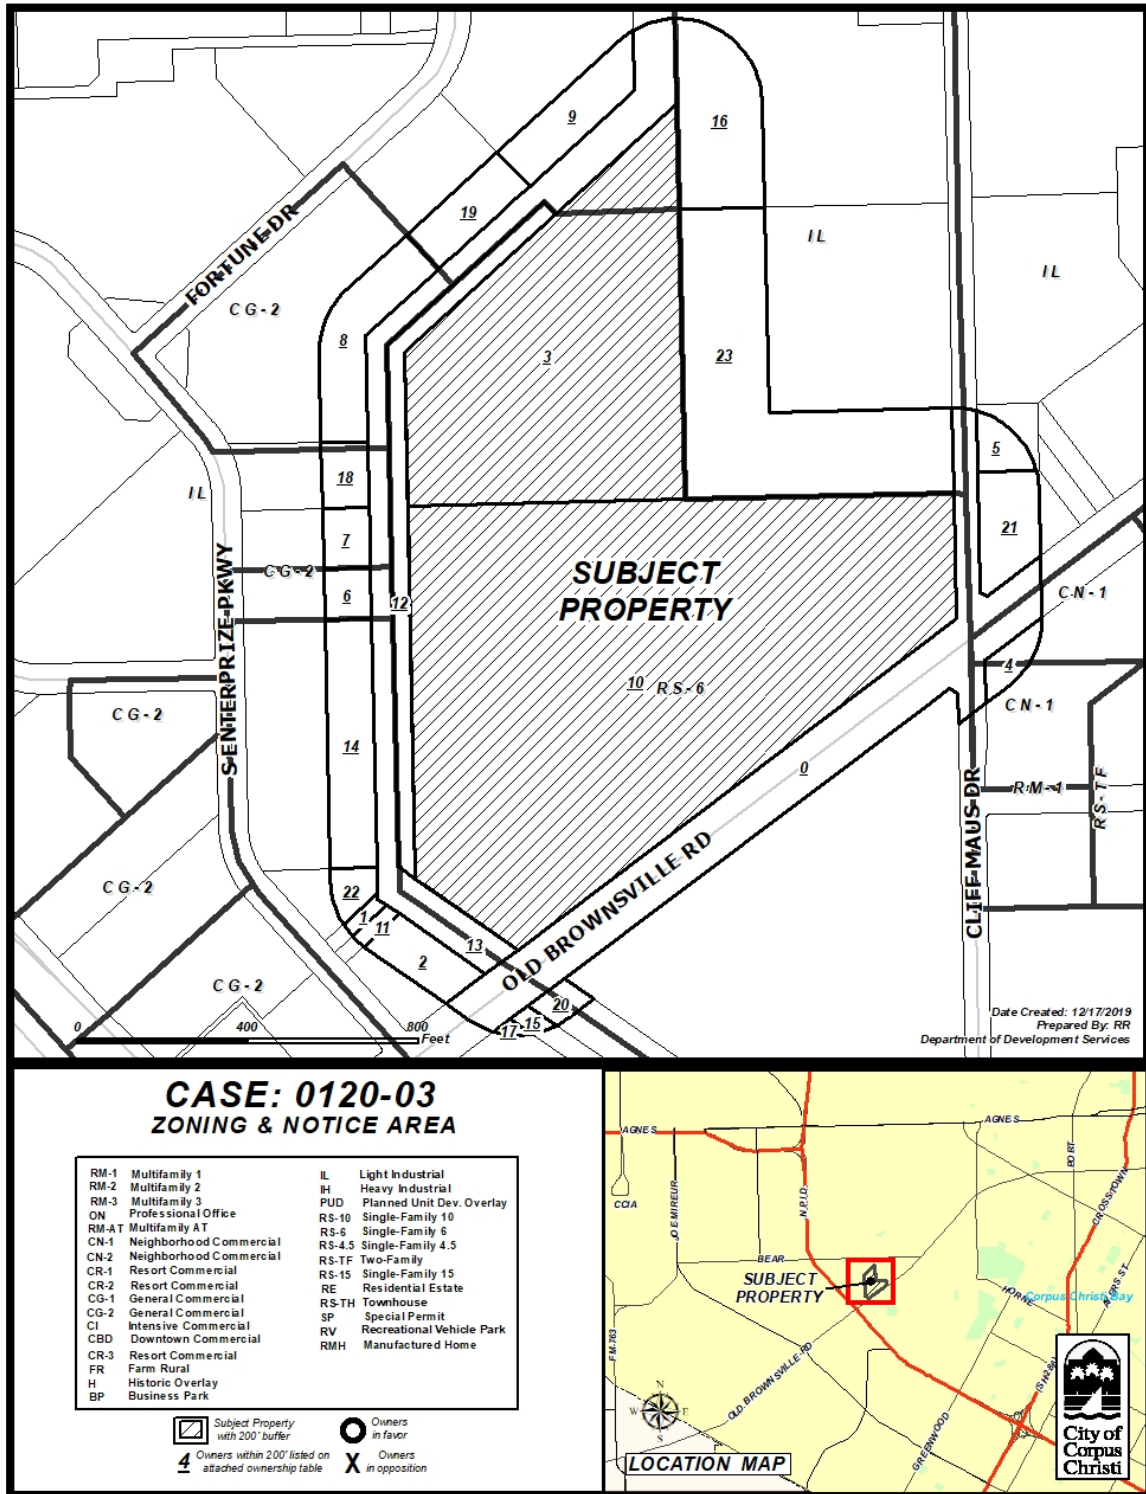 9
16
19
FORTUNE DR
IL
IL
CG-2
8
3
23
5
18
IL
21
7
CG-2
SUBJECT
PROPERTY
6
12
CN-1
S ENTERPRIZE PKWY
4
10 RS-6
CN-1
CG-2
14
0
RM-1
RS-TF
OLD BROWNSVILLE RD
CLIFF MAUS DR
CG-2
22
1
11
13
2
CG-2
20
15
17
0 400 800
Feet
Date Created: 12/17/2019
Prepared By: RR
Department of Development Services
CASE: 0120-03
ZONING & NOTICE AREA
RM-1 Multifamily 1
RM-2 Multifamily 2
RM-3 Multifamily 3
ON Professional Office
RM-AT Multifamily AT
CN-1 Neighborhood Commercial
CN-2 Neighborhood Commercial
CR-1 Resort Commercial
CR-2 Resort Commercial
CG-1 General Commercial
CG-2 General Commercial
CI Intensive Commercial
CBD Downtown Commercial
CR-3 Resort Commercial
FR Farm Rural
H Historic Overlay
BP Business Park
IL Light Industrial
IH Heavy Industrial
PUD Planned Unit Dev. Overlay
RS-10 Single-Family 10
RS-6 Single-Family 6
RS-4.5 Single-Family 4.5
RS-TF Two-Family
RS-15 Single-Family 15
RE Residential Estate
RS-TH Townhouse
SP Special Permit
RV Recreational Vehicle Park
RMH Manufactured Home
Subject Property
with 200' buffer
Owners
in favor
4 Owners within 200' listed on
attached ownership table
X Owners
in opposition
AGNES
AGNES
PORT
CROSSTOWN
CCIA
JOE MIREUR
N.P.I.D.
BEAR
SUBJECT
PROPERTY
HORNE
Corpus Christi Bay
AYERS ST
FM-763
OLD BROWNSVILLE RD
(SH 286)
GREENWOOD
N
W E
S
LOCATION MAP
City of
Corpus
Christi